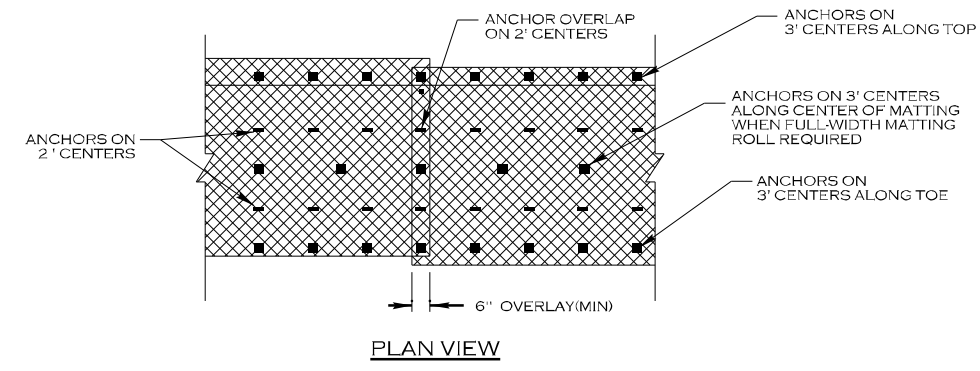 ANCHOR OVERLAP
ON 2' CENTERS
ANCHORS ON
3' CENTERS ALONG TOP
ANCHORS ON 3' CENTERS
ALONG CENTER OF MATTING
WHEN FULL-WIDTH MATTING
ROLL REQUIRED
ANCHORS ON
2 ' CENTERS
ANCHORS ON
3' CENTERS ALONG TOE
6" OVERLAY(MIN)
PLAN VIEW